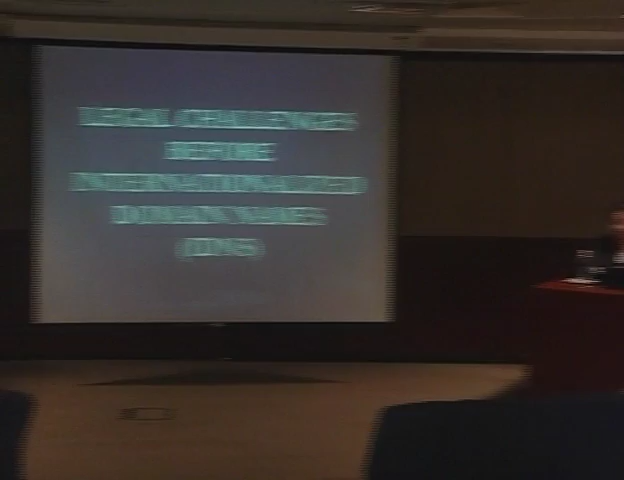 LEGAL CHALLENGES
BEFORE
INTERNATIONALIZED
DOMAIN NAMES
(IDNS)